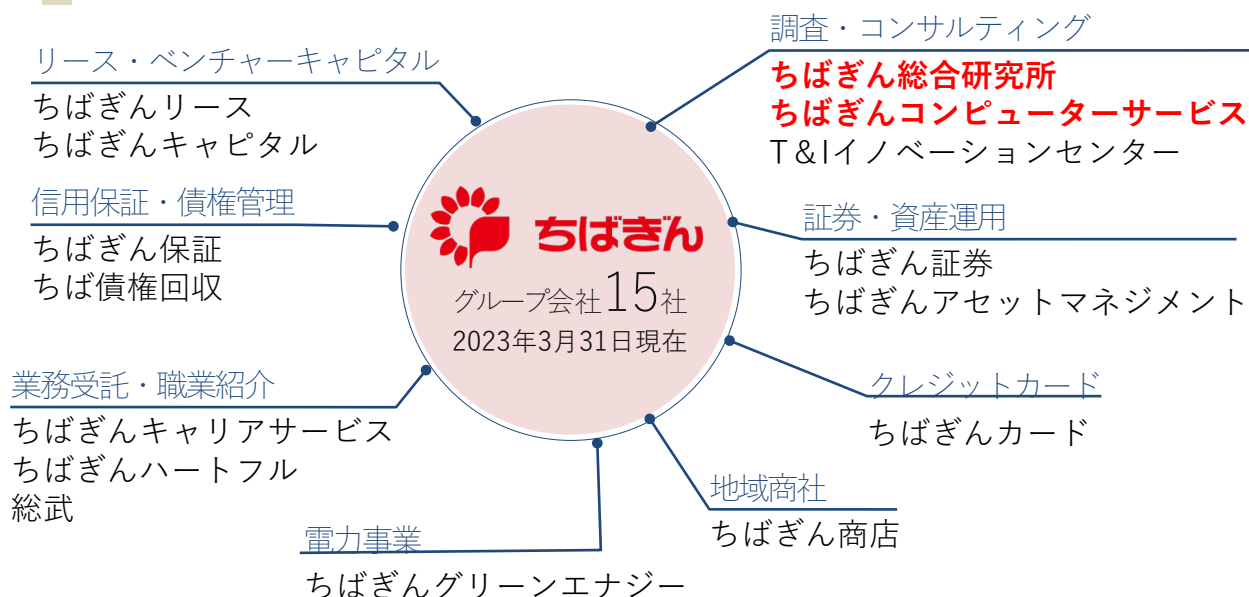 リース・ベンチャーキャピタル
ちばぎんリース
ちばぎんキャピタル
信用保証・債権管理
ちばぎん保証
ちば債権回収
業務受託・職業紹介
ちばぎんキャリアサービス
ちばぎんハートフル
総武
電力事業
ちばぎんグリーンエナジー
ちばぎん
グループ会社15社
2023年3月31日現在
調査・コンサルティング
ちばぎん総合研究所
ちばぎんコンピューターサービス
T&Iイノベーションセンター
証券・資産運用
ちばぎん証券
ちばぎんアセットマネジメント
クレジットカード
ちばぎんカード
地域商社
ちばぎん商店